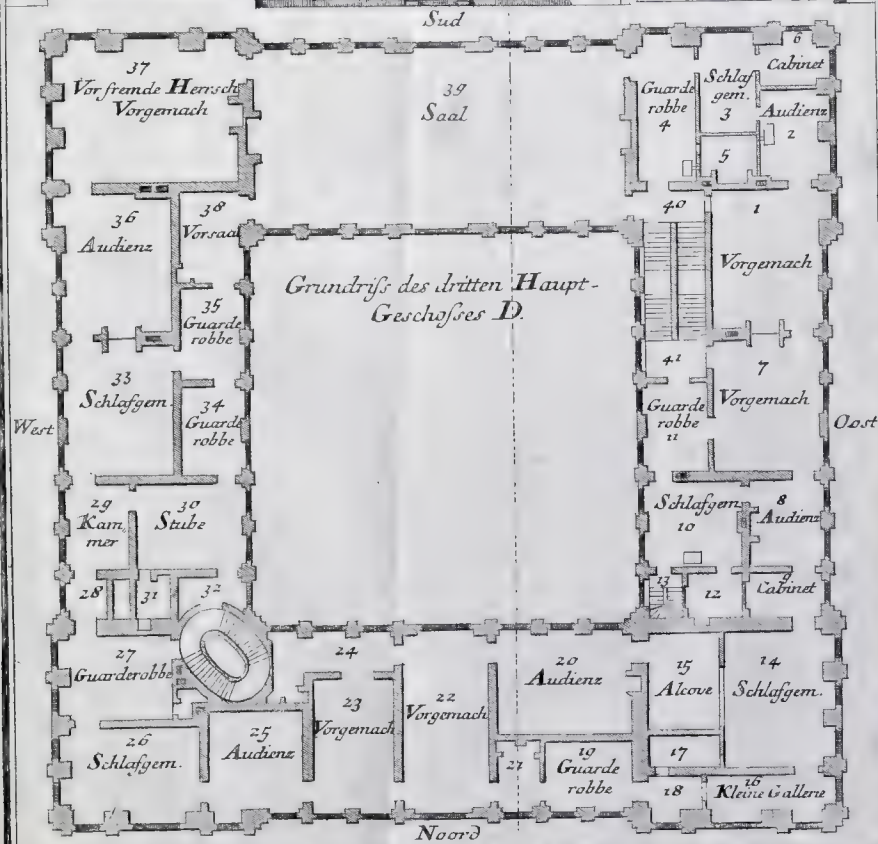 Sud
37
Vor fremde Herrsch
Vorgemach
39
Saal
Guarde
robbe
4
Schlaf
gem.
3
5
6
Cabinet
Audienz
2
36
Audienz
38
Vorsaal
40
1
Vorgemach
Grundriſs des dritten Haupt-
Geschoſses D.
35
Guarde
robbe
33
Schlafgem.
34
Guarde
robbe
41
7
Vorgemach
Guarde
robbe
11
West
Oost
29
Kam
mer
30
Stube
Schlafgem.
10
8
Audienz
28
31
32
13
12
9
Cabinet
27
Guarderobbe
24
20
Audienz
15
Alcove
14
Schlafgem.
26
Schlafgem.
25
Audienz
23
Vorgemach
22
Vorgemach
21
19
Guarde
robbe
17
18
16
Kleine Gallerie
Noord